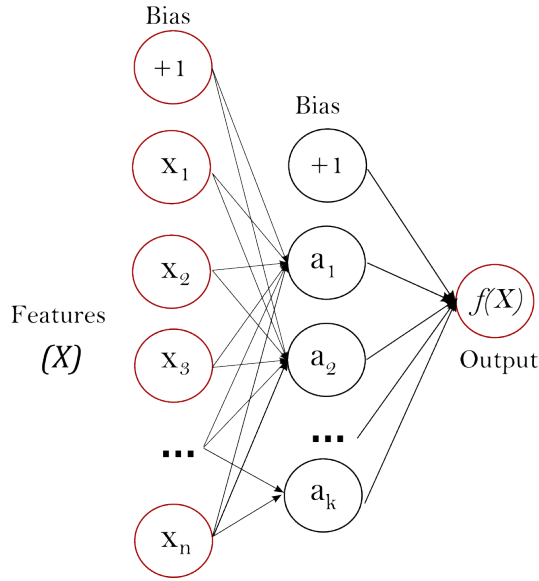 Bias
+1
x1
x2
x3
...
xn
Features
(X)
Bias
+1
a1
a2
...
ak
f(X)
Output